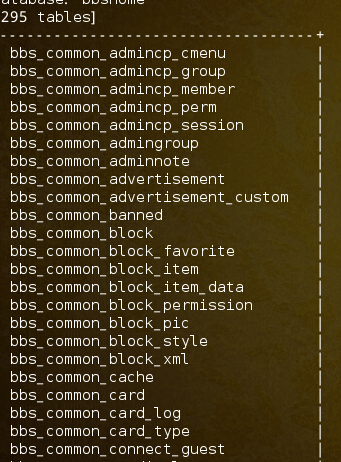 atabase: bbshome
295 tables]
------------------------------------+
bbs_common_admincp_cmenu |
bbs_common_admincp_group |
bbs_common_admincp_member |
bbs_common_admincp_perm |
bbs_common_admincp_session |
bbs_common_admingroup |
bbs_common_adminnote |
bbs_common_advertisement |
bbs_common_advertisement_custom |
bbs_common_banned |
bbs_common_block |
bbs_common_block_favorite |
bbs_common_block_item |
bbs_common_block_item_data |
bbs_common_block_permission |
bbs_common_block_pic |
bbs_common_block_style |
bbs_common_block_xml |
bbs_common_cache |
bbs_common_card |
bbs_common_card_log |
bbs_common_card_type |
bbs_common_connect_guest |